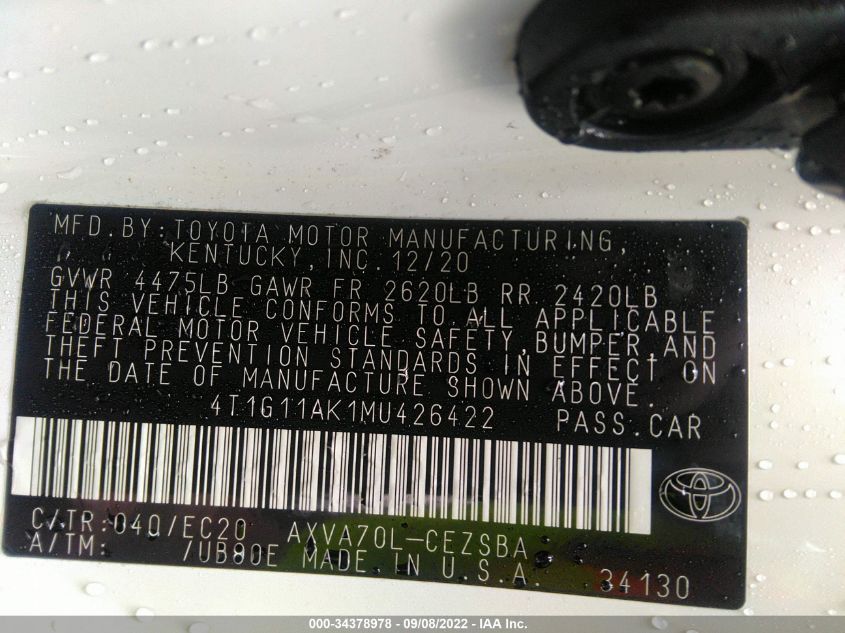 MFD. BY: TOYOTA MOTOR MANUFACTURING,
KENTUCKY, INC. 12/20
GVWR 4475LB GAWR FR 2620LB RR 2420LB
THIS VEHICLE CONFORMS TO ALL APPLICABLE
FEDERAL MOTOR VEHICLE SAFETY, BUMPER, AND
THEFT PREVENTION STANDARDS IN EFFECT ON
THE DATE OF MANUFACTURE SHOWN ABOVE.
4T1G11AK1MU426422 PASS. CAR
C/TR: 040/EC20 AXVA70L-CEZSBA
A/TM: /UB80E MADE IN U.S.A. 34130
000-34378978 - 09/08/2022 - IAA Inc.